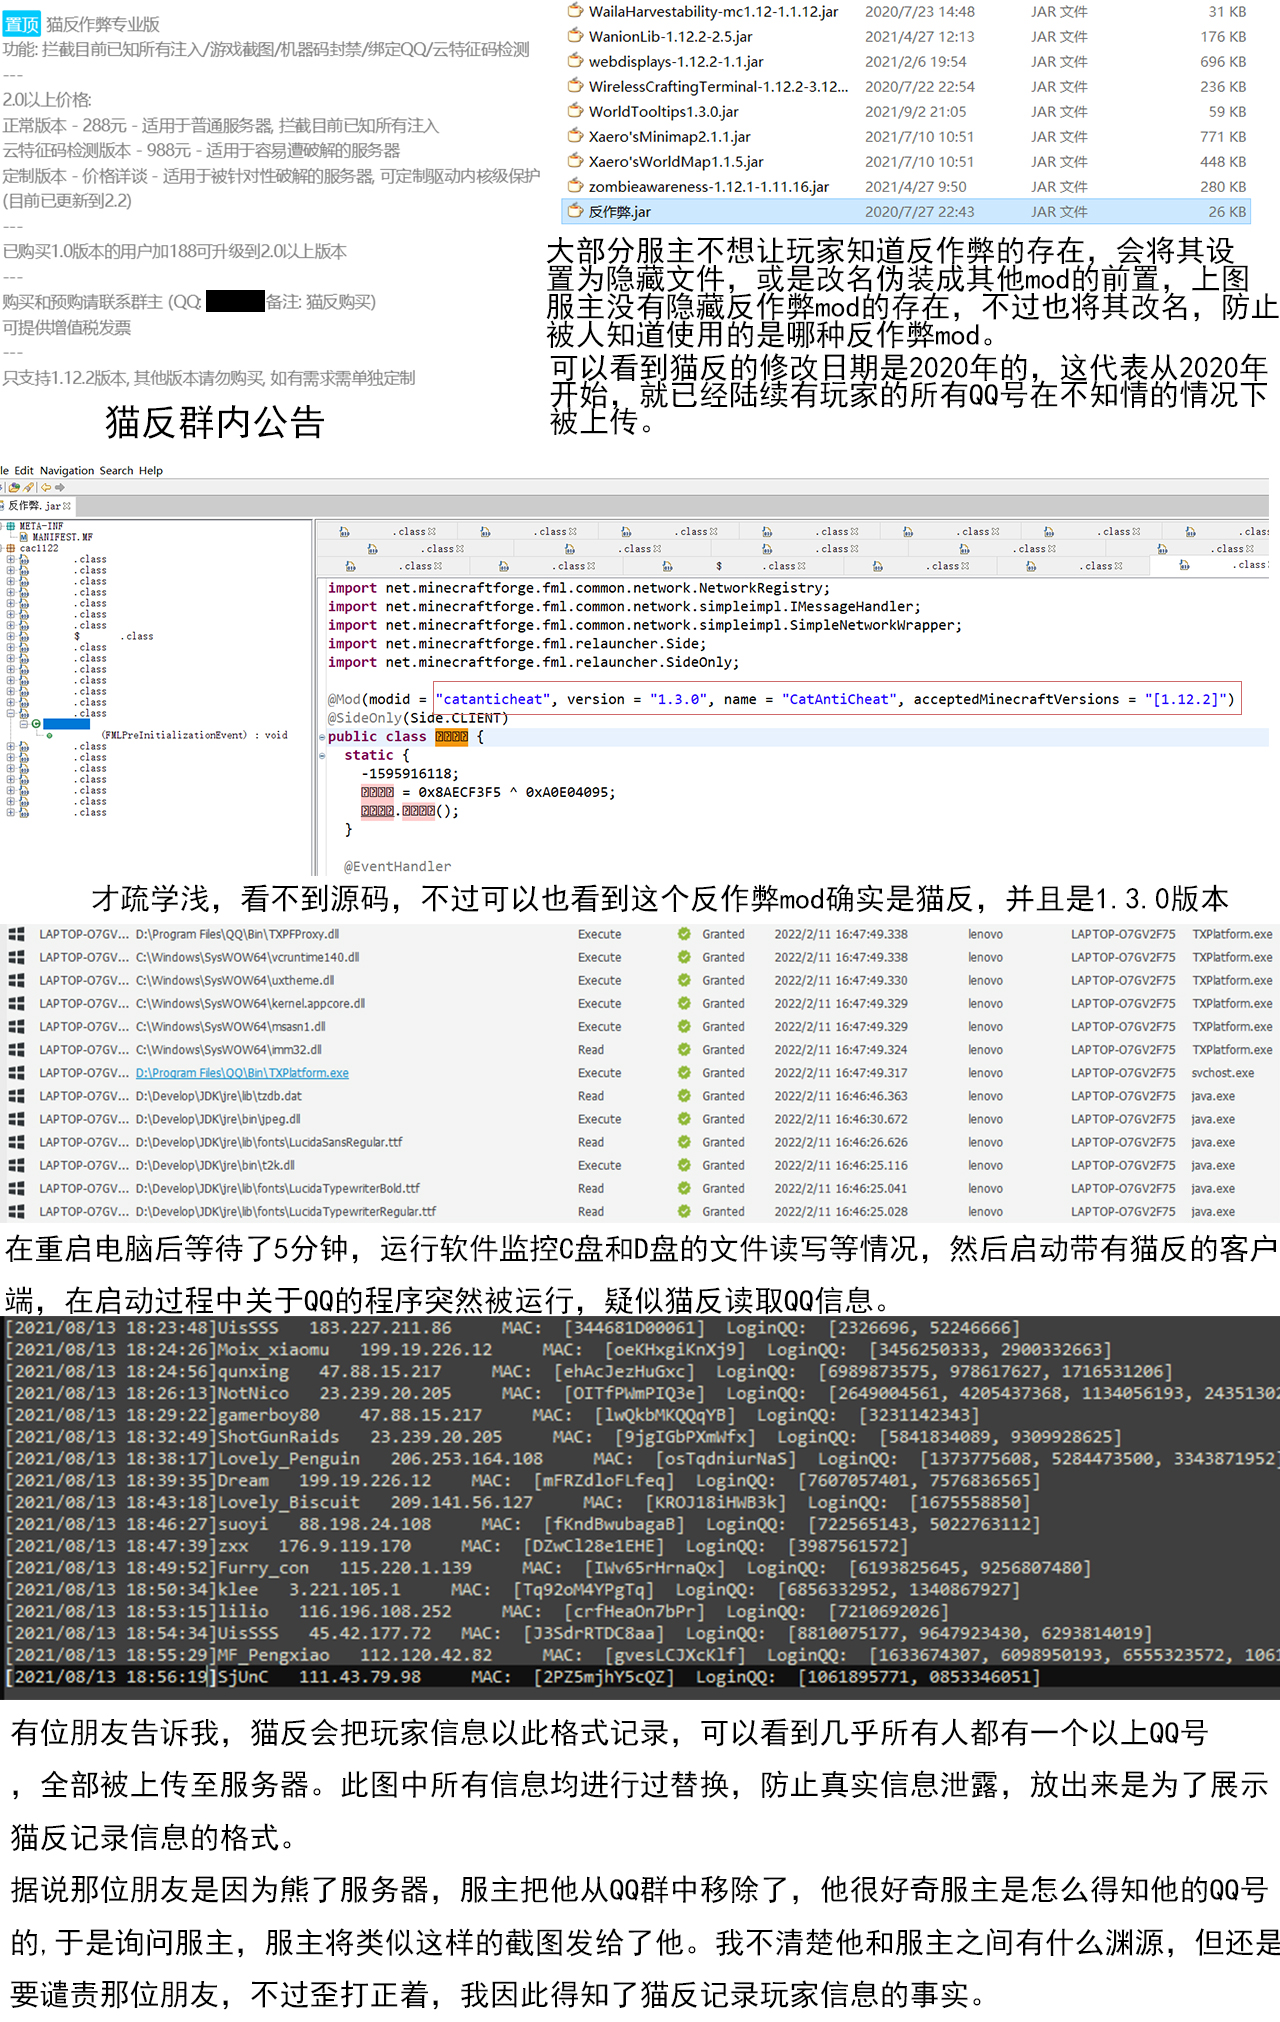 置顶 猫反作弊专业版
功能: 拦截目前已知所有注入/游戏截图/机器码封禁/绑定QQ/云特征码检测
---
2.0以上价格:
正常版本 - 288元 - 适用于普通服务器, 拦截目前已知所有注入
云特征码检测版本 - 988元 - 适用于容易遭破解的服务器
定制版本 - 价格详谈 - 适用于被针对性破解的服务器, 可定制驱动内核级保护
(目前已更新到2.2)
---
已购买1.0版本的用户加188可升级到2.0以上版本
---
购买和预购请联系群主 (QQ: 备注: 猫反购买)
可提供增值税发票
---
只支持1.12.2版本, 其他版本请勿购买, 如有需求需单独定制
猫反群内公告
WailaHarvestability-mc1.12-1.1.12.jar 2020/7/23 14:48 JAR 文件 31 KB
WanionLib-1.12.2-2.5.jar 2021/4/27 12:13 JAR 文件 176 KB
webdisplays-1.12.2-1.1.jar 2021/2/6 19:54 JAR 文件 696 KB
WirelessCraftingTerminal-1.12.2-3.12... 2020/7/22 22:54 JAR 文件 236 KB
WorldTooltips1.3.0.jar 2021/9/2 21:05 JAR 文件 59 KB
Xaero'sMinimap2.1.1.jar 2021/7/10 10:51 JAR 文件 771 KB
Xaero'sWorldMap1.1.5.jar 2021/7/10 10:51 JAR 文件 448 KB
zombieawareness-1.12.1-1.11.16.jar 2021/4/27 9:50 JAR 文件 280 KB
反作弊.jar 2020/7/27 22:43 JAR 文件 26 KB
大部分服主不想让玩家知道反作弊的存在，会将其设
置为隐藏文件，或是改名伪装成其他mod的前置，上图
服主没有隐藏反作弊mod的存在，不过也将其改名，防止
被人知道使用的是哪种反作弊mod。
可以看到猫反的修改日期是2020年的，这代表从2020年
开始，就已经陆续有玩家的所有QQ号在不知情的情况下
被上传。
le Edit Navigation Search Help
反作弊.jar
META-INF
MANIFEST.MF
cac1122
.class
.class
.class
.class
.class
.class
.class
$ .class
.class
.class
.class
.class
.class
.class
.class
(FMLPreInitializationEvent) : void
.class
.class
.class
.class
.class
.class
.class
.class .class .class .class .class .class .clas
.class .class .class .class .class
.class .class $ .class .class .class .class
import net.minecraftforge.fml.common.network.NetworkRegistry;
import net.minecraftforge.fml.common.network.simpleimpl.IMessageHandler;
import net.minecraftforge.fml.common.network.simpleimpl.SimpleNetworkWrapper;
import net.minecraftforge.fml.relauncher.Side;
import net.minecraftforge.fml.relauncher.SideOnly;
@Mod(modid = "catanticheat", version = "1.3.0", name = "CatAntiCheat", acceptedMinecraftVersions = "[1.12.2]")
@SideOnly(Side.CLIENT)
public class {
static {
-1595916118;
= 0x8AECF3F5 ^ 0xA0E04095;
.();
}
@EventHandler
才疏学浅，看不到源码，不过可以也看到这个反作弊mod确实是猫反，并且是1.3.0版本
LAPTOP-O7GV... D:\Program Files\QQ\Bin\TXPFProxy.dll Execute Granted 2022/2/11 16:47:49.338 lenovo LAPTOP-O7GV2F75 TXPlatform.exe
LAPTOP-O7GV... C:\Windows\SysWOW64\vcruntime140.dll Execute Granted 2022/2/11 16:47:49.338 lenovo LAPTOP-O7GV2F75 TXPlatform.exe
LAPTOP-O7GV... C:\Windows\SysWOW64\uxtheme.dll Execute Granted 2022/2/11 16:47:49.330 lenovo LAPTOP-O7GV2F75 TXPlatform.exe
LAPTOP-O7GV... C:\Windows\SysWOW64\kernel.appcore.dll Execute Granted 2022/2/11 16:47:49.329 lenovo LAPTOP-O7GV2F75 TXPlatform.exe
LAPTOP-O7GV... C:\Windows\SysWOW64\msasn1.dll Execute Granted 2022/2/11 16:47:49.329 lenovo LAPTOP-O7GV2F75 TXPlatform.exe
LAPTOP-O7GV... C:\Windows\SysWOW64\imm32.dll Read Granted 2022/2/11 16:47:49.324 lenovo LAPTOP-O7GV2F75 TXPlatform.exe
LAPTOP-O7GV... D:\Program Files\QQ\Bin\TXPlatform.exe Execute Granted 2022/2/11 16:47:49.317 lenovo LAPTOP-O7GV2F75 svchost.exe
LAPTOP-O7GV... D:\Develop\JDK\jre\lib\tzdb.dat Read Granted 2022/2/11 16:46:46.363 lenovo LAPTOP-O7GV2F75 java.exe
LAPTOP-O7GV... D:\Develop\JDK\jre\bin\jpeg.dll Execute Granted 2022/2/11 16:46:30.672 lenovo LAPTOP-O7GV2F75 java.exe
LAPTOP-O7GV... D:\Develop\JDK\jre\lib\fonts\LucidaSansRegular.ttf Read Granted 2022/2/11 16:46:26.626 lenovo LAPTOP-O7GV2F75 java.exe
LAPTOP-O7GV... D:\Develop\JDK\jre\bin\t2k.dll Execute Granted 2022/2/11 16:46:25.116 lenovo LAPTOP-O7GV2F75 java.exe
LAPTOP-O7GV... D:\Develop\JDK\jre\lib\fonts\LucidaTypewriterBold.ttf Read Granted 2022/2/11 16:46:25.041 lenovo LAPTOP-O7GV2F75 java.exe
LAPTOP-O7GV... D:\Develop\JDK\jre\lib\fonts\LucidaTypewriterRegular.ttf Read Granted 2022/2/11 16:46:25.028 lenovo LAPTOP-O7GV2F75 java.exe
在重启电脑后等待了5分钟，运行软件监控C盘和D盘的文件读写等情况，然后启动带有猫反的客户
端，在启动过程中关于QQ的程序突然被运行，疑似猫反读取QQ信息。
[2021/08/13 18:23:48]UisSSS 183.227.211.86 MAC: [344681D00061] LoginQQ: [2326696, 52246666]
[2021/08/13 18:24:26]Moix_xiaomu 199.19.226.12 MAC: [oeKHxgiKnXj9] LoginQQ: [3456250333, 2900332663]
[2021/08/13 18:24:56]qunxing 47.88.15.217 MAC: [ehAcJezHuGxc] LoginQQ: [6989873575, 978617627, 1716531206]
[2021/08/13 18:26:13]NotNico 23.239.20.205 MAC: [OITfPWmPIQ3e] LoginQQ: [2649004561, 4205437368, 1134056193, 24351302
[2021/08/13 18:29:22]gamerboy80 47.88.15.217 MAC: [lwQkbMKQQqYB] LoginQQ: [3231142343]
[2021/08/13 18:32:49]ShotGunRaids 23.239.20.205 MAC: [9jgIGbPXmWfx] LoginQQ: [5841834089, 9309928625]
[2021/08/13 18:38:17]Lovely_Penguin 206.253.164.108 MAC: [osTqdniurNaS] LoginQQ: [1373775608, 5284473500, 3343871952]
[2021/08/13 18:39:35]Dream 199.19.226.12 MAC: [mFRZdloFLfeq] LoginQQ: [7607057401, 7576836565]
[2021/08/13 18:43:18]Lovely_Biscuit 209.141.56.127 MAC: [KROJ18iHWB3k] LoginQQ: [1675558850]
[2021/08/13 18:46:27]suoyi 88.198.24.108 MAC: [fKndBwubagaB] LoginQQ: [722565143, 5022763112]
[2021/08/13 18:47:39]zxx 176.9.119.170 MAC: [DZwCl28e1EHE] LoginQQ: [3987561572]
[2021/08/13 18:49:52]Furry_con 115.220.1.139 MAC: [IWv65rHrnaQx] LoginQQ: [6193825645, 9256807480]
[2021/08/13 18:50:34]klee 3.221.105.1 MAC: [Tq92oM4YPgTq] LoginQQ: [6856332952, 1340867927]
[2021/08/13 18:53:15]lilio 116.196.108.252 MAC: [crfHeaOn7bPr] LoginQQ: [7210692026]
[2021/08/13 18:54:34]UisSSS 45.42.177.72 MAC: [J3SdrRTDC8aa] LoginQQ: [8810075177, 9647923430, 6293814019]
[2021/08/13 18:55:29]MF_Pengxiao 112.120.42.82 MAC: [gvesLCJXcKlf] LoginQQ: [1633674307, 6098950193, 6555323572, 1061
[2021/08/13 18:56:19]SjUnC 111.43.79.98 MAC: [2PZ5mjhY5cQZ] LoginQQ: [1061895771, 0853346051]
有位朋友告诉我，猫反会把玩家信息以此格式记录，可以看到几乎所有人都有一个以上QQ号
，全部被上传至服务器。此图中所有信息均进行过替换，防止真实信息泄露，放出来是为了展示
猫反记录信息的格式。
据说那位朋友是因为熊了服务器，服主把他从QQ群中移除了，他很好奇服主是怎么得知他的QQ号
的,于是询问服主，服主将类似这样的截图发给了他。我不清楚他和服主之间有什么渊源，但还是
要谴责那位朋友，不过歪打正着，我因此得知了猫反记录玩家信息的事实。